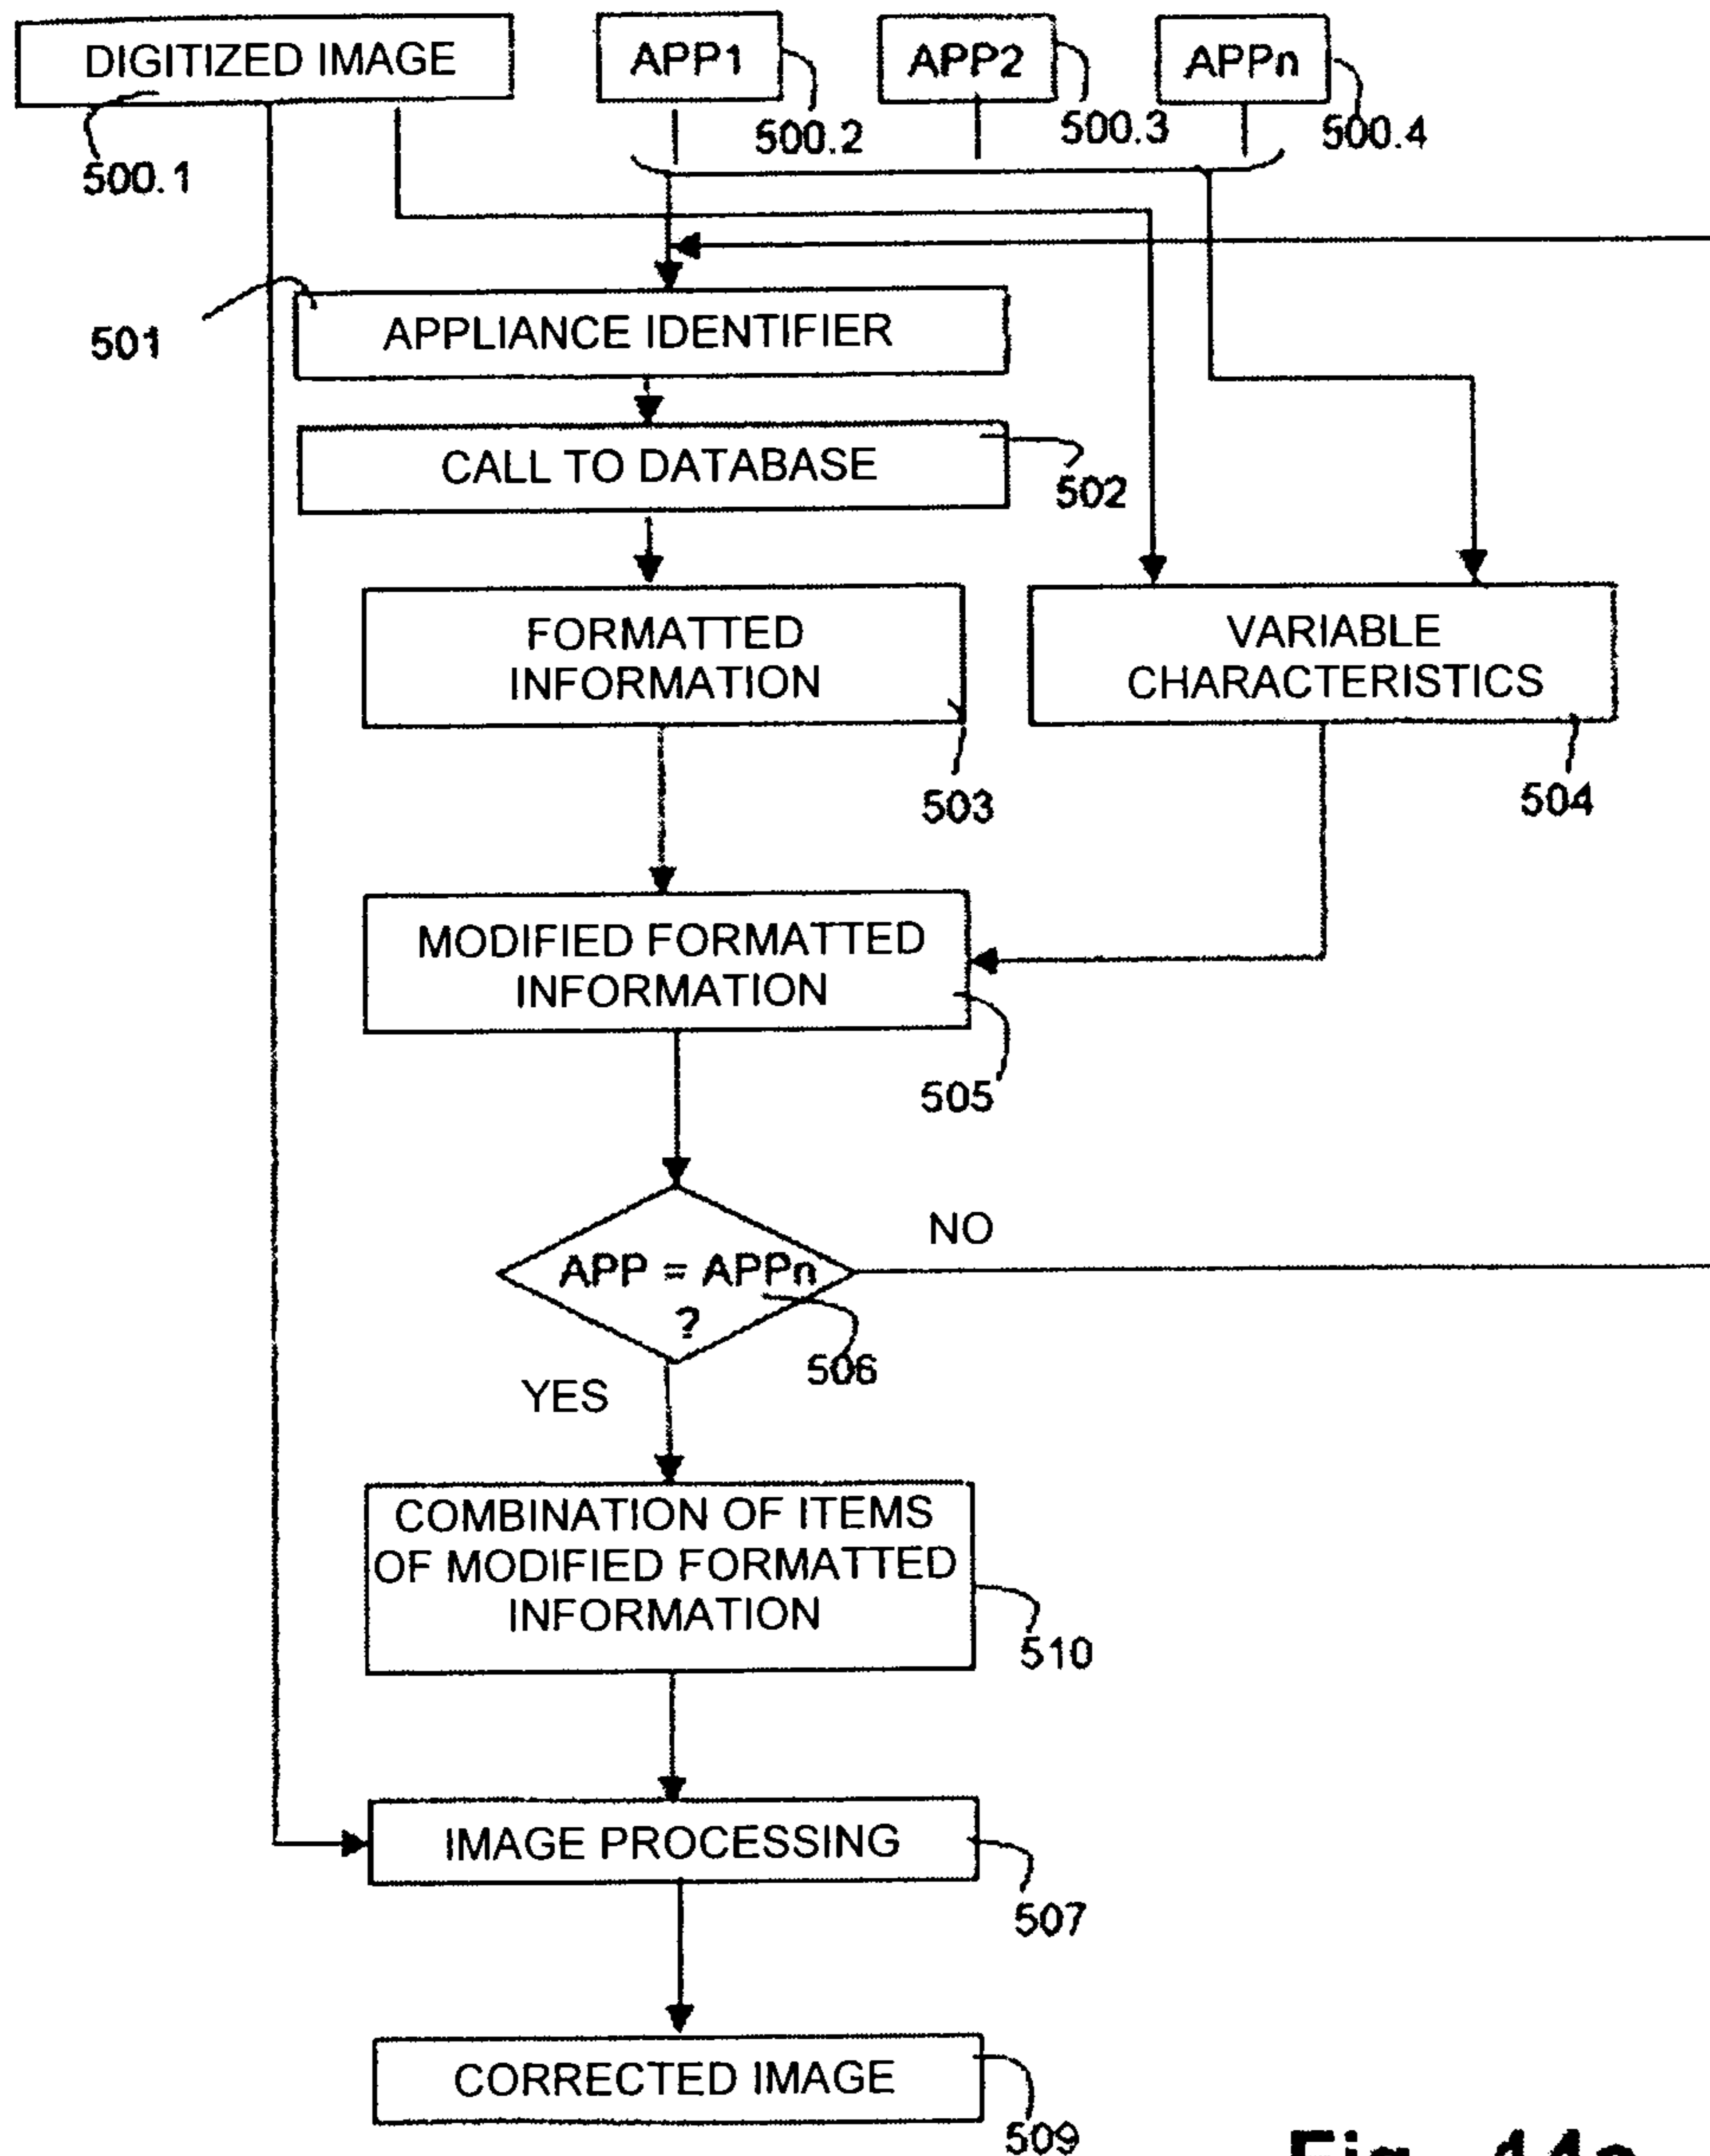 DIGITIZED IMAGE
APP1
APP2
APPn
500.1
500.2
500.3
500.4
501
APPLIANCE IDENTIFIER
CALL TO DATABASE
502
FORMATTED
INFORMATION
503
VARIABLE
CHARACTERISTICS
504
MODIFIED FORMATTED
INFORMATION
505
APP = APPn
?
506
NO
YES
COMBINATION OF ITEMS
OF MODIFIED FORMATTED
INFORMATION
510
IMAGE PROCESSING
507
CORRECTED IMAGE
509
Fig.